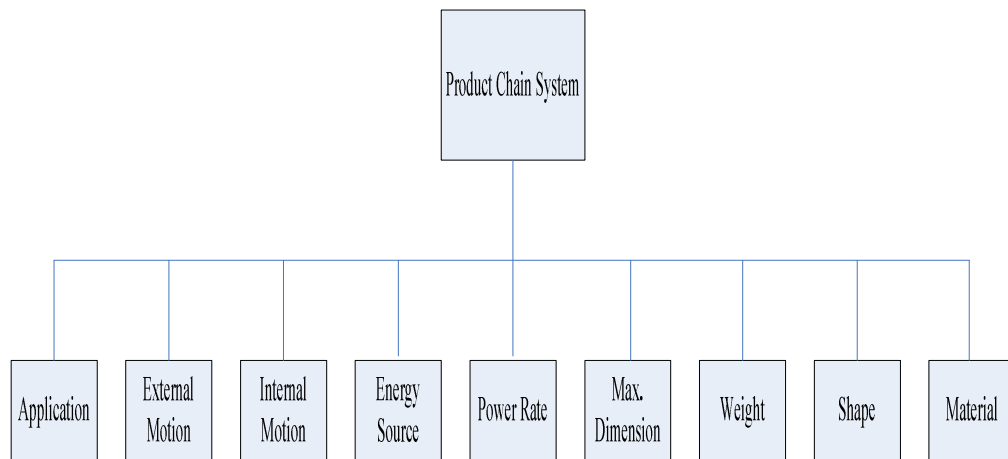 Product Chain System
Application
External
Motion
Internal
Motion
Energy
Source
Power Rate
Max.
Dimension
Weight
Shape
Material